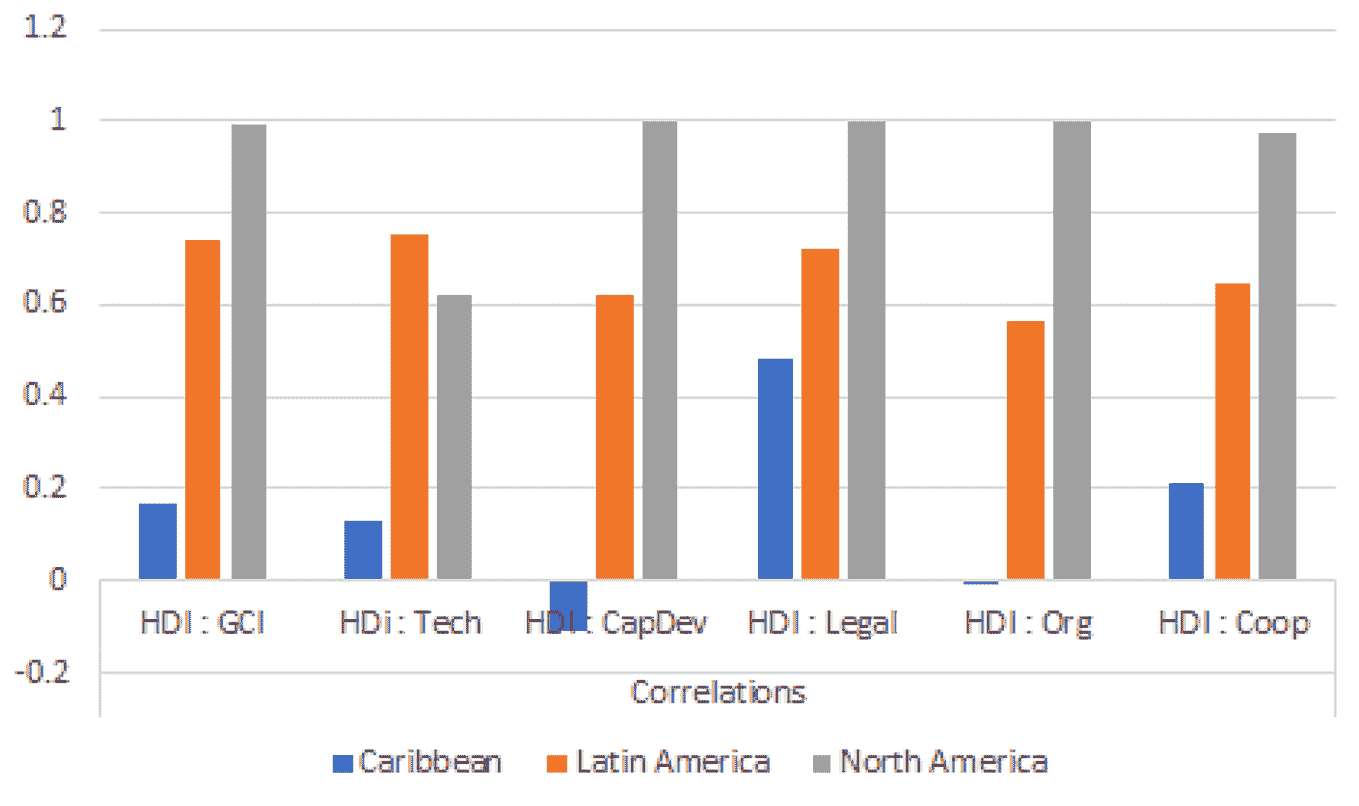 1.2
1
0.8
0.6
0.4
0.2
0
-0.2
HDI : GCI HDi : Tech HDI : CapDev HDI : Legal HDI : Org HDI : Coop
Correlations
Caribbean Latin America North America